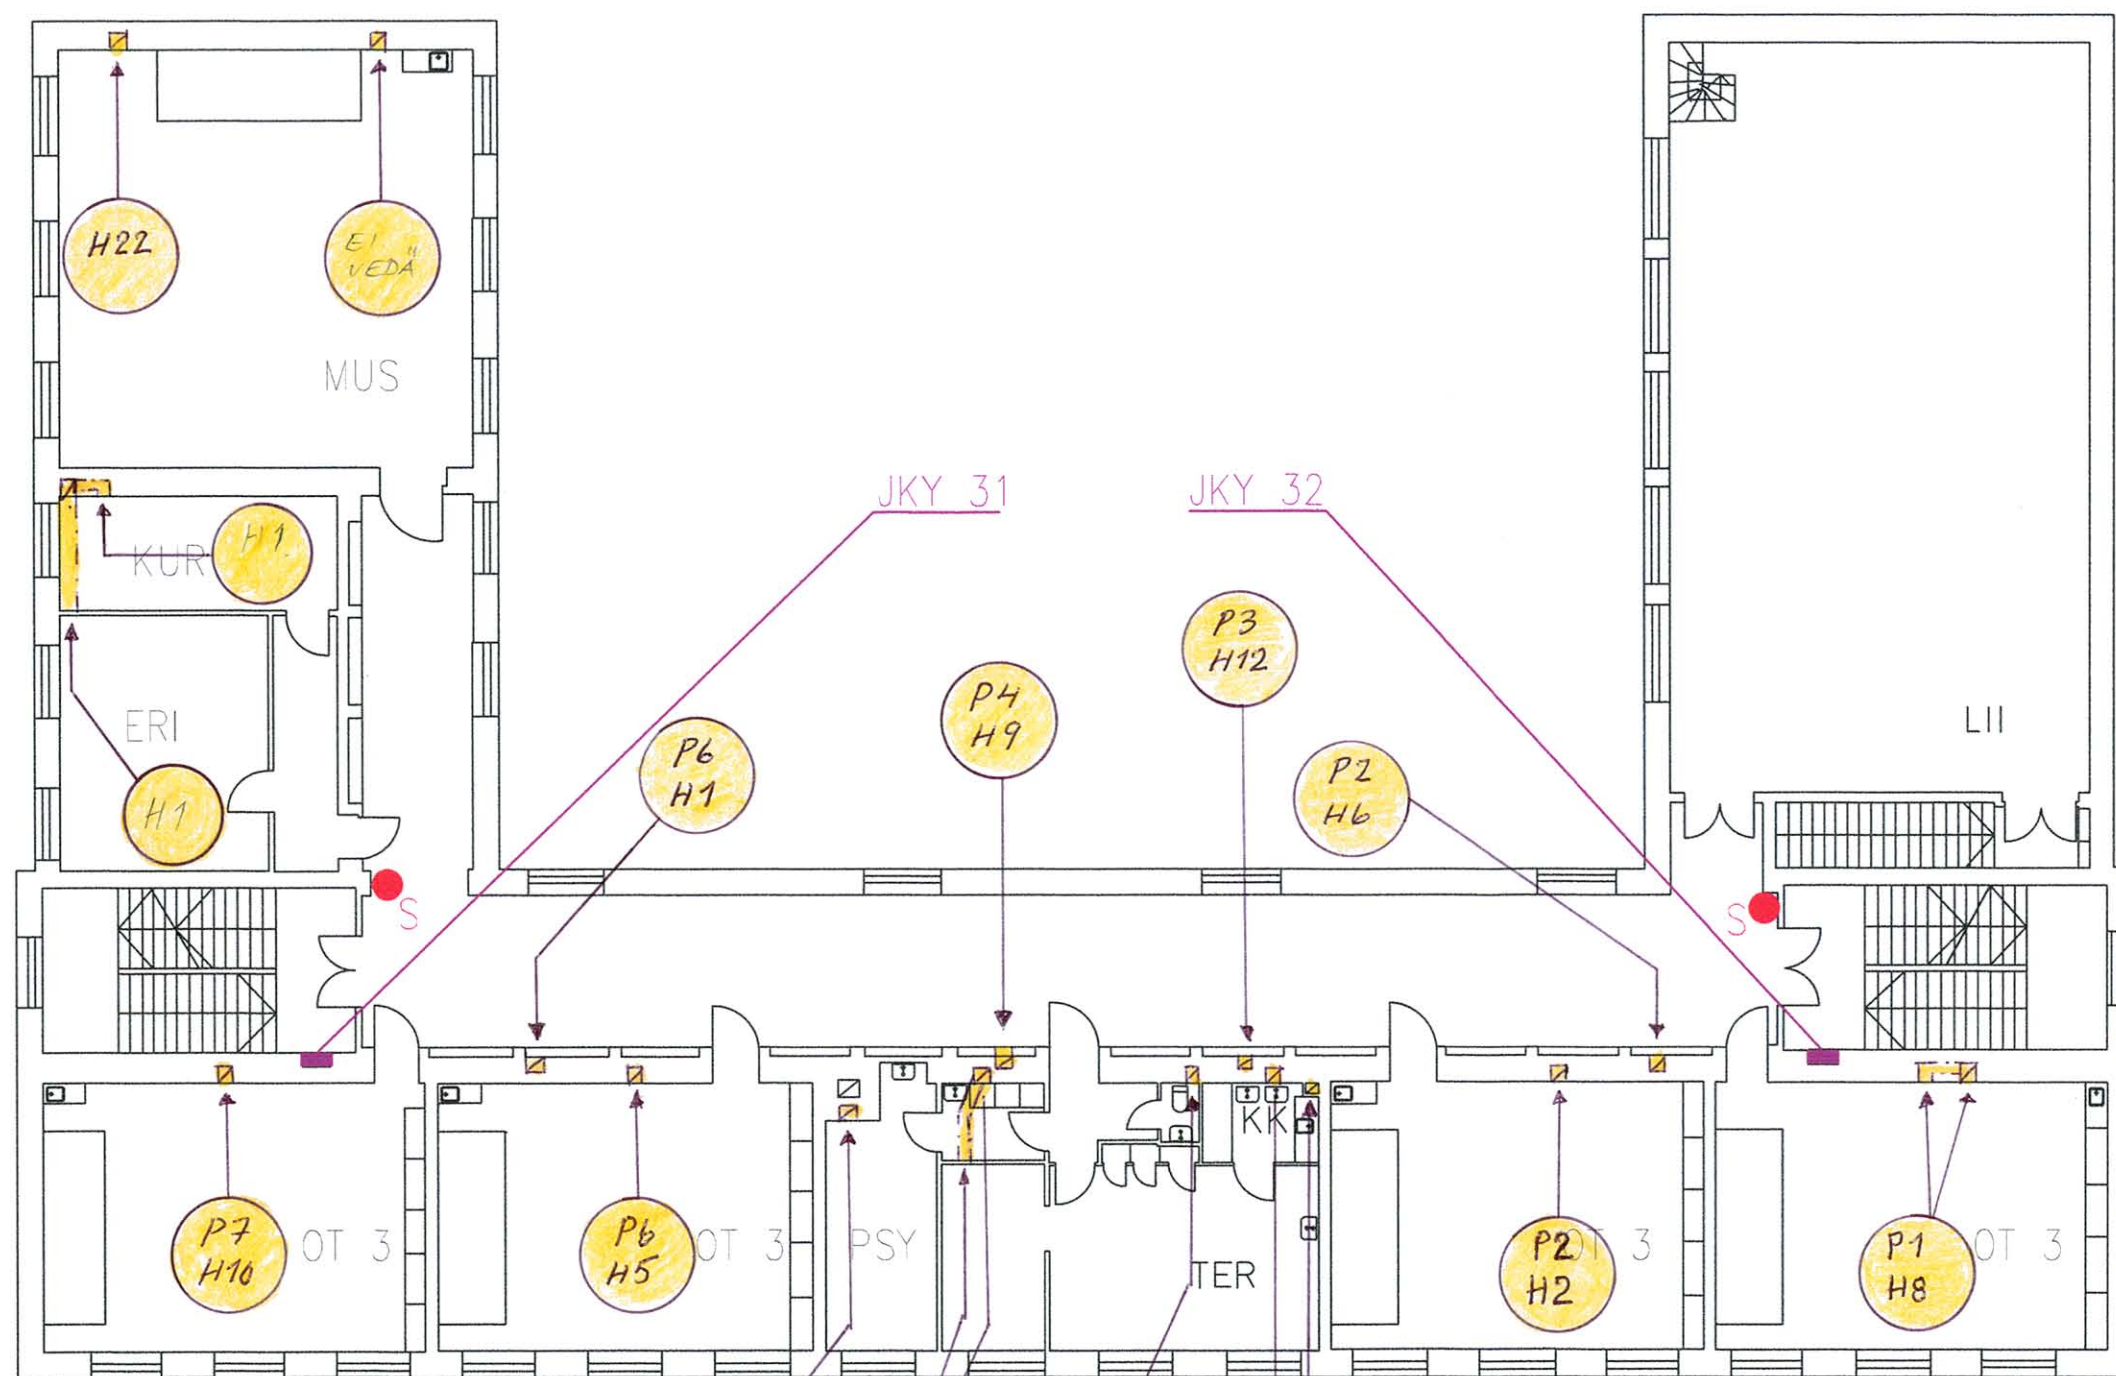 H22
EI
VEDÄ
MUS
JKY 31
JKY 32
KUR
H1
P3
H12
ERI
P4
H9
LII
P6
H1
P2
H6
H1
S
S
KK
P7
H10
OT 3
P6
H5
OT 3
PSY
TER
P2
H2
OT 3
P1
H8
OT 3